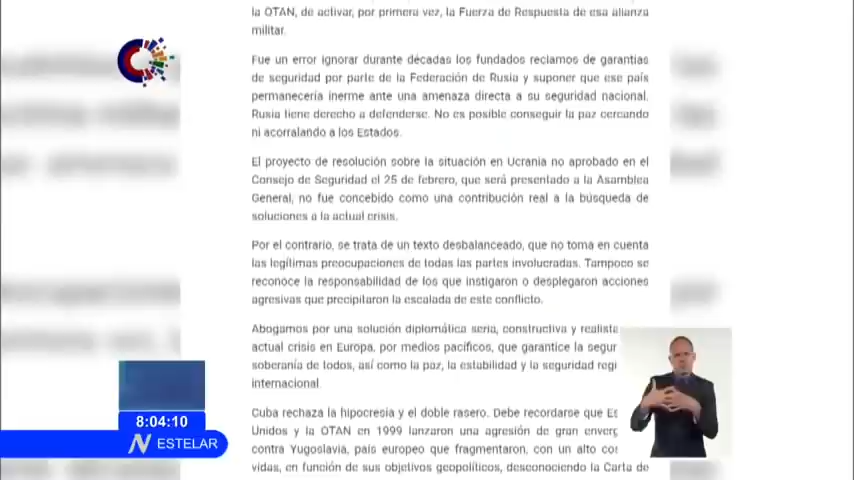 la OTAN, de activar, por primera vez, la Fuerza de Respuesta de esa alianza
militar.
Fue un error ignorar durante décadas los fundados reclamos de garantías
de seguridad por parte de la Federación de Rusia y suponer que ese país
permanecería inerme ante una amenaza directa a su seguridad nacional.
Rusia tiene derecho a defenderse. No es posible conseguir la paz cercando
ni acorralando a los Estados.
El proyecto de resolución sobre la situación en Ucrania no aprobado en el
Consejo de Seguridad el 25 de febrero, que será presentado a la Asamblea
General, no fue concebido como una contribución real a la búsqueda de
soluciones a la actual crisis.
Por el contrario, se trata de un texto desbalanceado, que no toma en cuenta
las legítimas preocupaciones de todas las partes involucradas. Tampoco se
reconoce la responsabilidad de los que instigaron o desplegaron acciones
agresivas que precipitaron la escalada de este conflicto.
Abogamos por una solución diplomática seria, constructiva y realista
actual crisis en Europa, por medios pacíficos, que garantice la segur
soberanía de todos, así como la paz, la estabilidad y la seguridad regi
internacional.
Cuba rechaza la hipocresía y el doble rasero. Debe recordarse que Es
Unidos y la OTAN en 1999 lanzaron una agresión de gran enverg
contra Yugoslavia, país europeo que fragmentaron, con un alto cos
vidas, en función de sus objetivos geopolíticos, desconociendo la Carta de
8:04:10
N ESTELAR